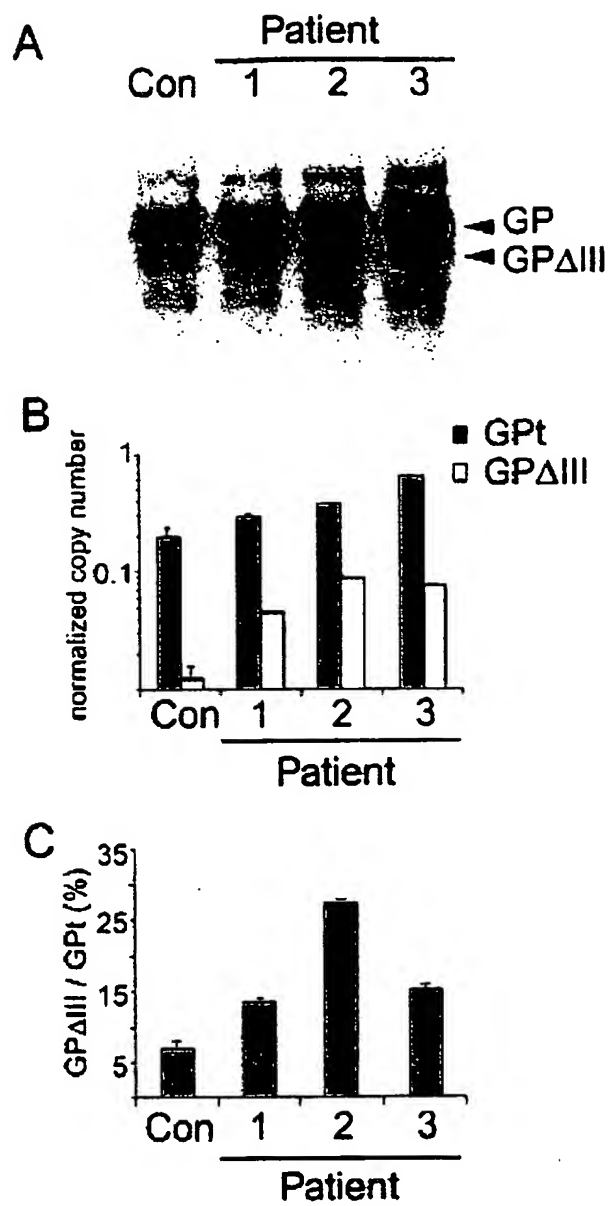 A
Patient
Con 1 2 3
GP
GPΔIII
B
normalized copy number
1
0.1
GPt
GPΔIII
Con 1 2 3
Patient
C
GPΔIII / GPt (%)
35
25
15
5
Con 1 2 3
Patient